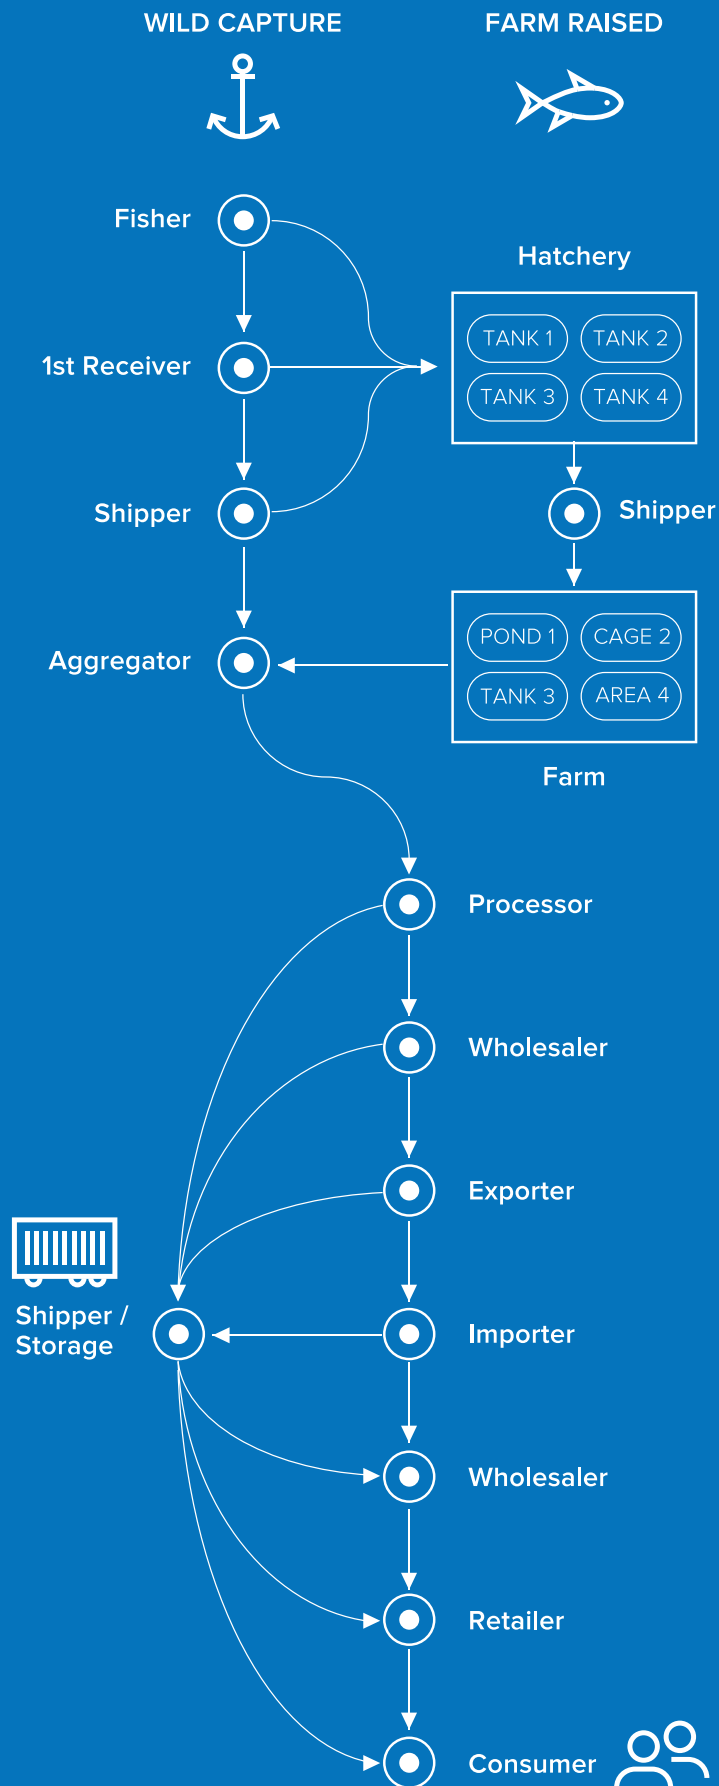 WILD CAPTURE
FARM RAISED
Fisher
Hatchery
TANK 1
TANK 2
1st Receiver
TANK 3
TANK 4
Shipper
Shipper
POND 1
CAGE 2
Aggregator
TANK 3
AREA 4
Farm
Processor
Wholesaler
Exporter
Shipper /
Storage
Importer
Wholesaler
Retailer
Consumer